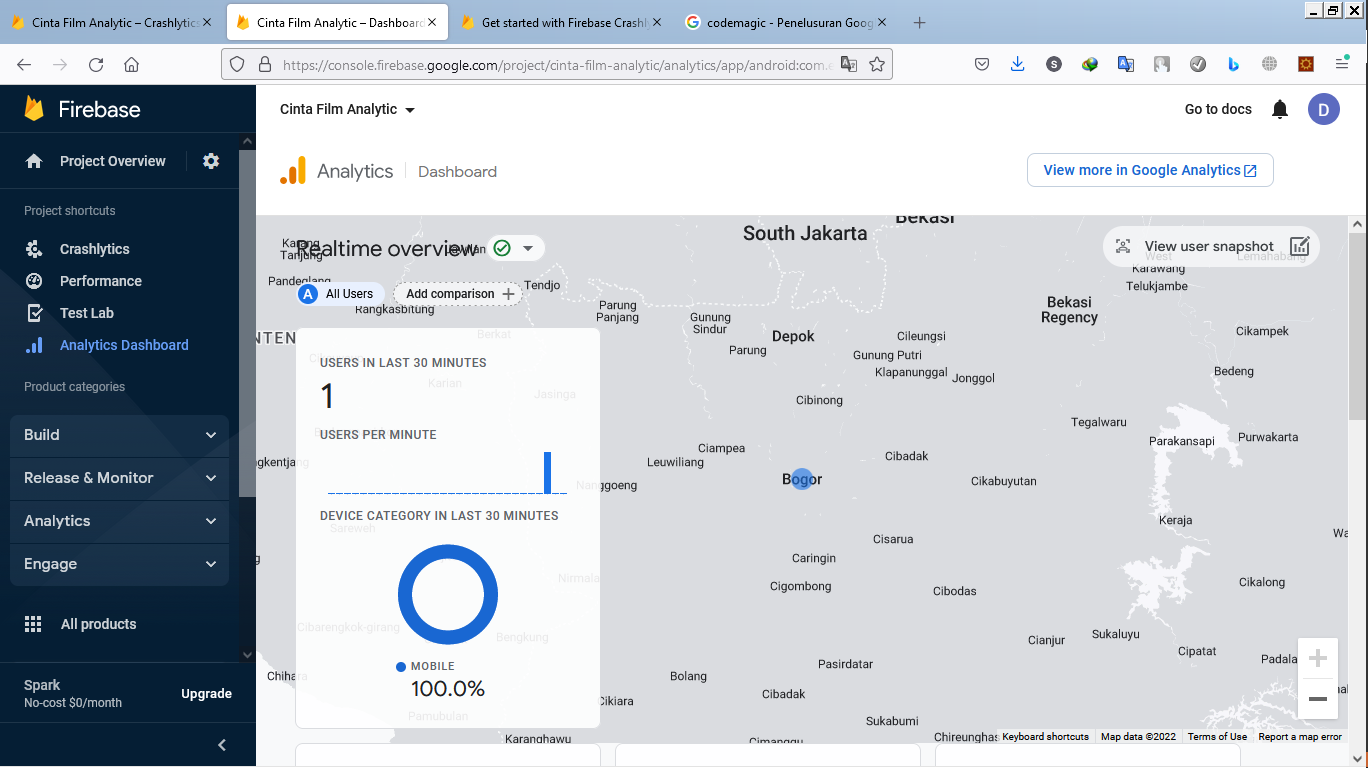 Cinta Film Analytic – Crashlytics
Cinta Film Analytic – Dashboard
Get started with Firebase Crashly
codemagic - Penelusuran Goog
https://console.firebase.google.com/project/cinta-film-analytic/analytics/app/android:com.e
Firebase
Project Overview
Project shortcuts
Crashlytics
Performance
Test Lab
Analytics Dashboard
Product categories
Build
Release & Monitor
Analytics
Engage
All products
Spark
No-cost $0/month
Upgrade
Cinta Film Analytic
Go to docs
D
Analytics
Dashboard
View more in Google Analytics
Realtime overview
View user snapshot
A All Users
Add comparison
USERS IN LAST 30 MINUTES
1
USERS PER MINUTE
DEVICE CATEGORY IN LAST 30 MINUTES
MOBILE
100.0%
Bekasi
South Jakarta
Karang
Tanjung
Pandeglang
Tendjo
Rangkasbitung
Parung
Panjang
Gunung
Sindur
Depok
Parung
Cileungsi
Gunung Putri
Klapanunggal
Jonggol
Bekasi
Regency
West
Karawang
Telukjambe
Lemahabang
Cikampek
Bedeng
Berkat
Karian
Jasinga
Cibinong
Tegalwaru
Parakansapi
Purwakarta
Ciampea
Leuwiliang
Cibadak
Bogor
Cikabuyutan
Nanggoeng
Sareweh
Keraja
Cisarua
Caringin
Nirmala
Cigombong
Cibodas
Cikalong
Cibarengkok-girang
Bengkung
Cianjur
Sukaluyu
Cipatat
Padala
Pasirdatar
Bolang
Chihara
Cibadak
Cikiara
Pamubulan
Sukabumi
Karanghawu
Cimanggu
Chireunghas
Keyboard shortcuts
Map data ©2022
Terms of Use
Report a map error